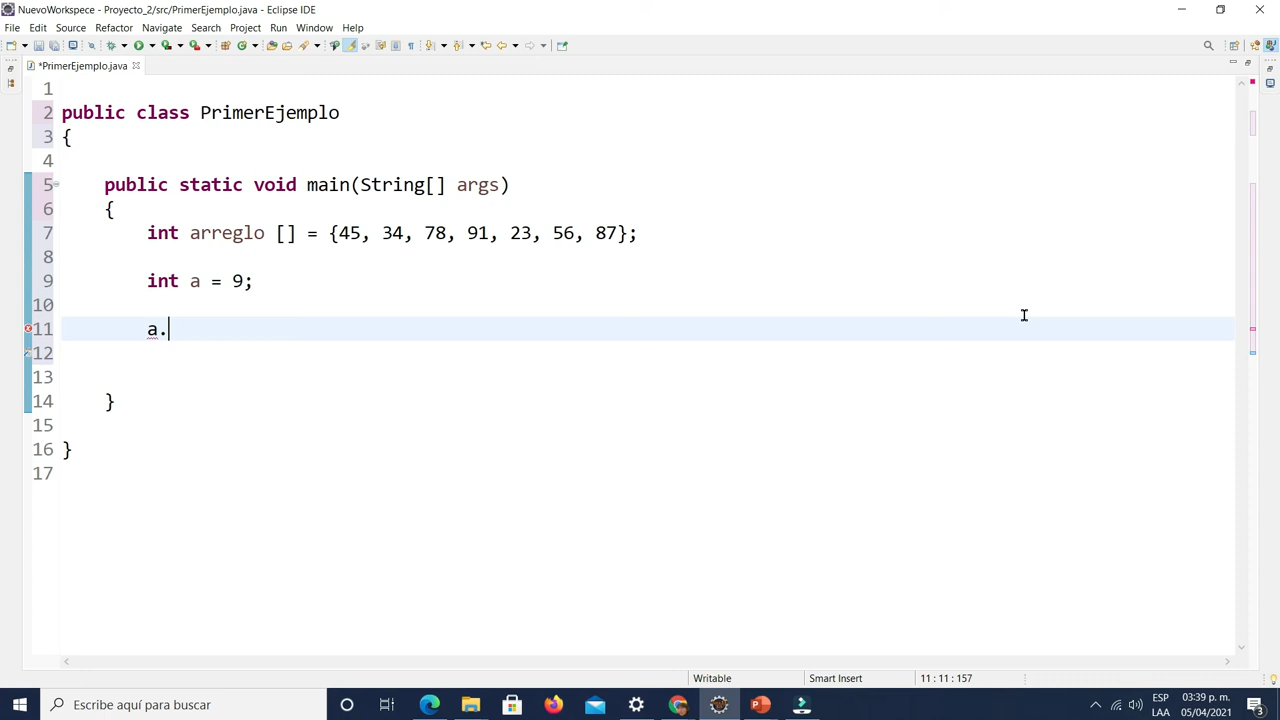 NuevoWorkspece - Proyecto_2/src/PrimerEjemplo.java - Eclipse IDE
File Edit Source Refactor Navigate Search Project Run Window Help
*PrimerEjemplo.java
1
2 public class PrimerEjemplo
3 {
4
5 public static void main(String[] args)
6 {
7 int arreglo [] = {45, 34, 78, 91, 23, 56, 87};
8
9 int a = 9;
10
11 a.
12
13
14 }
15
16 }
17
Writable Smart Insert 11 : 11 : 157
Escribe aquí para buscar
ESP 03:39 p. m.
LAA 05/04/2021
3